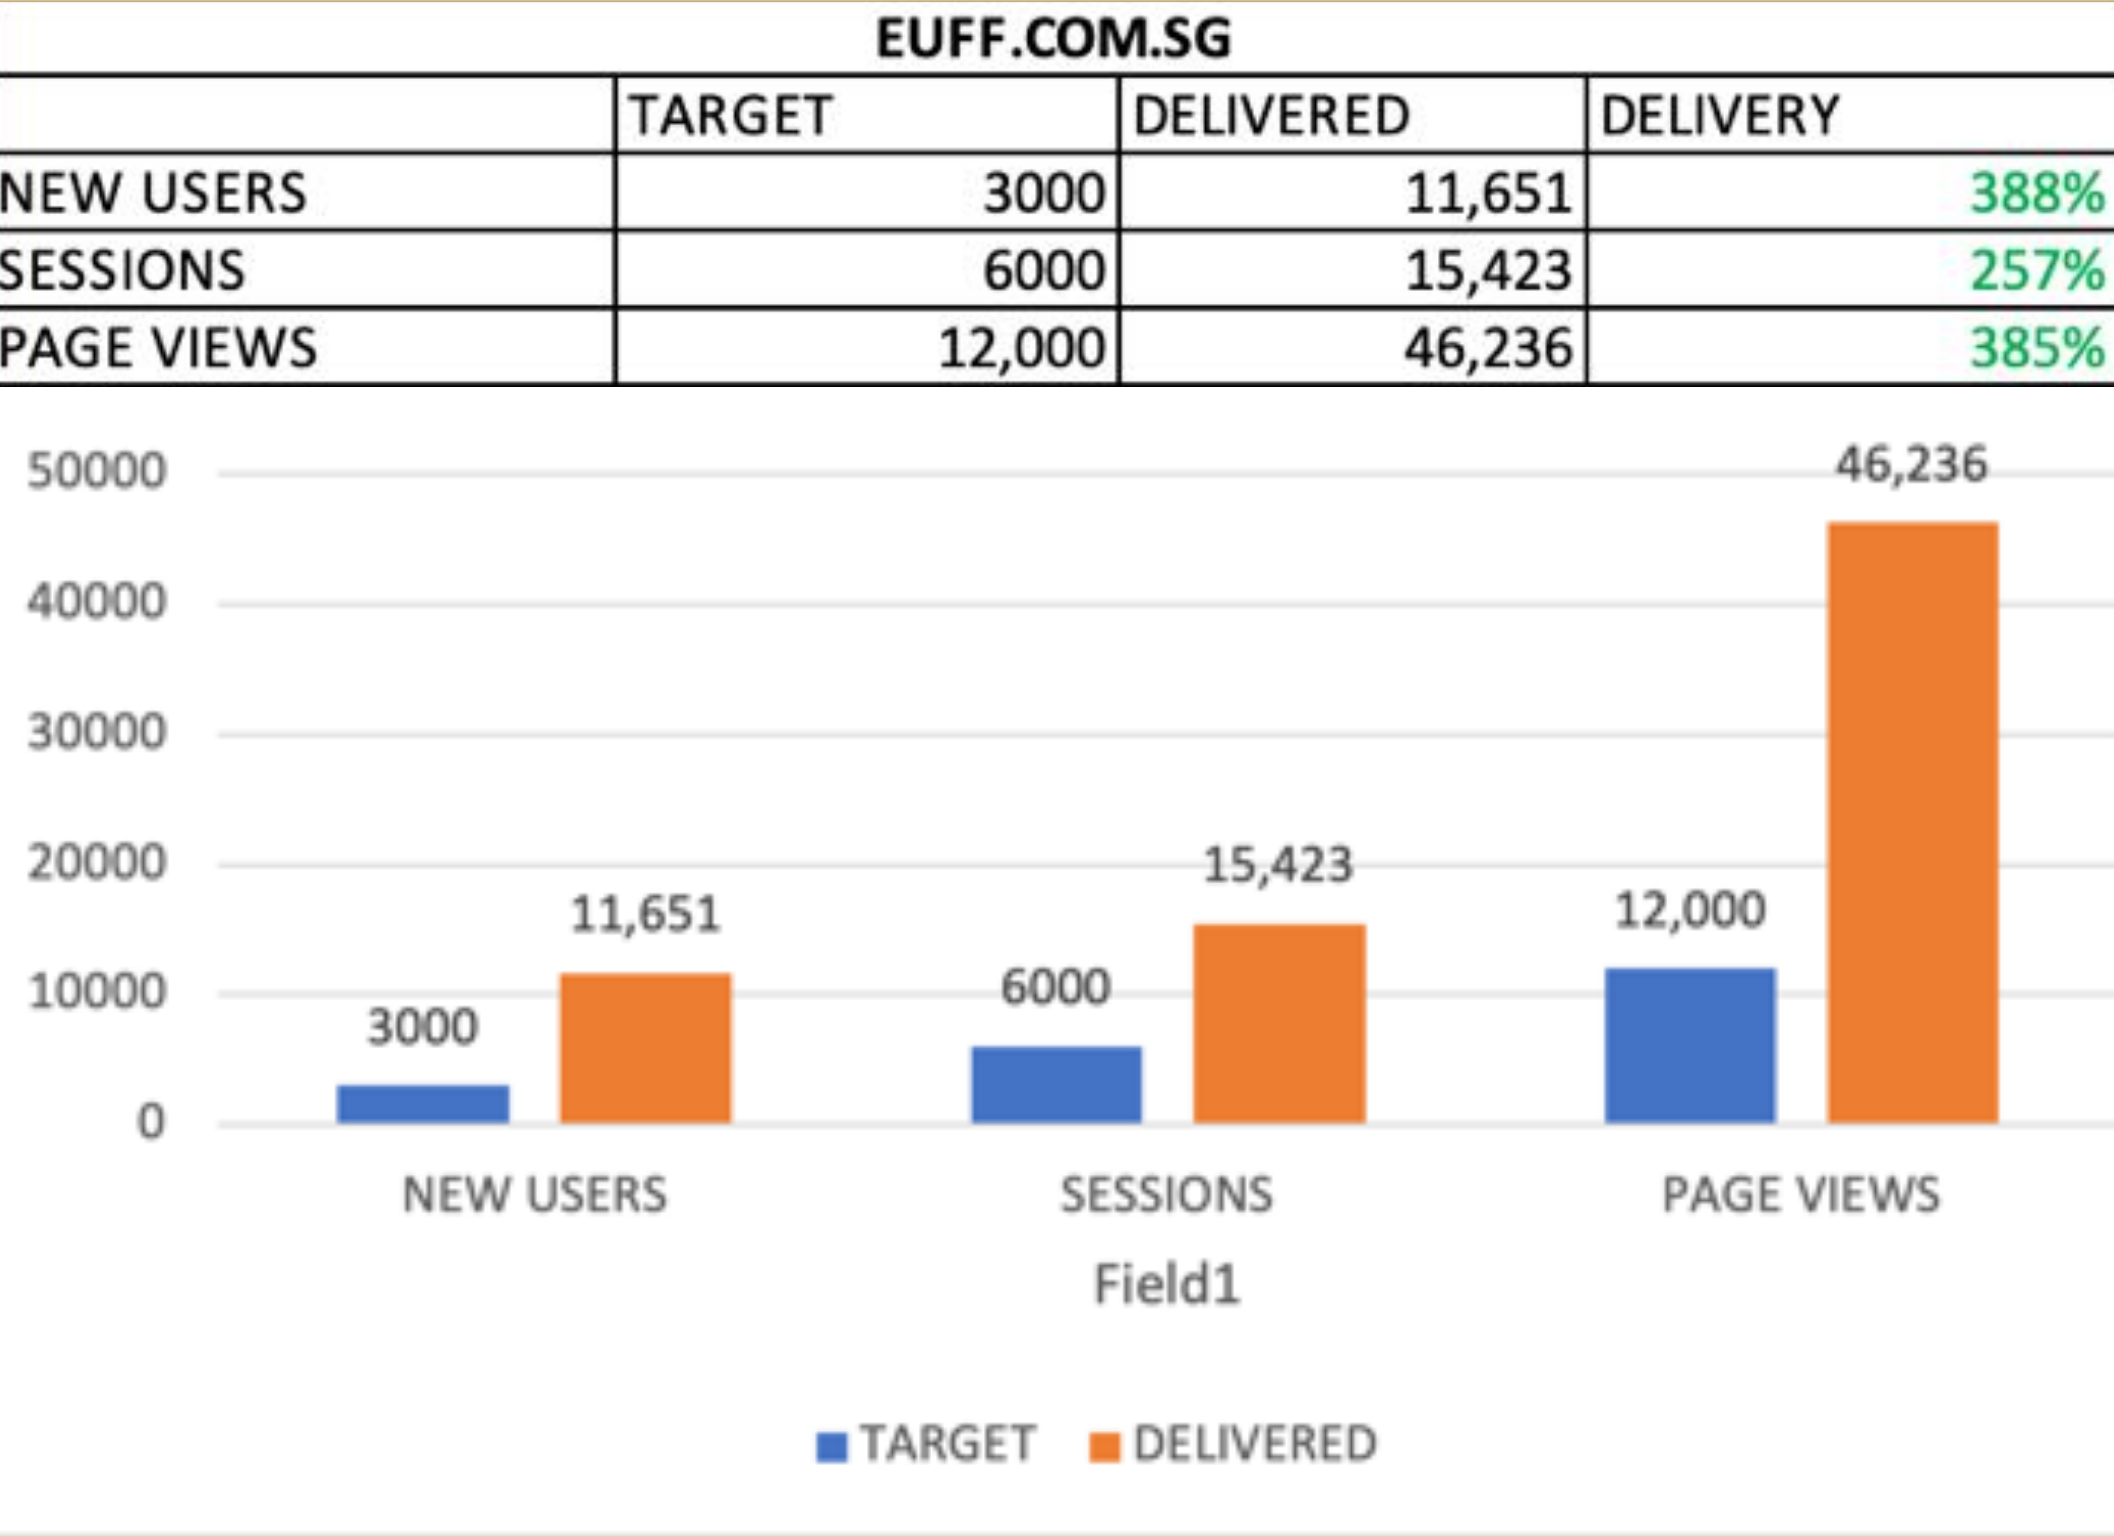 EUFF.COM.SG
TARGET DELIVERED DELIVERY
NEW USERS 3000 11,651 388%
SESSIONS 6000 15,423 257%
PAGE VIEWS 12,000 46,236 385%
50000
40000
30000
20000
10000
0
3000
11,651
6000
15,423
12,000
46,236
NEW USERS SESSIONS PAGE VIEWS
Field1
TARGET DELIVERED